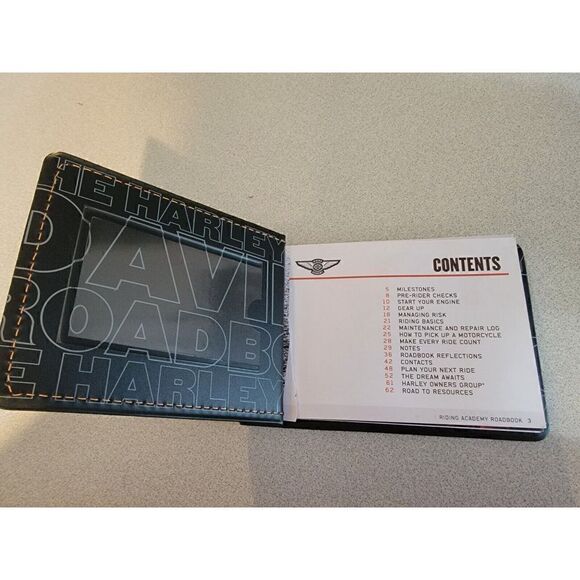 HE HARLEY
DAVI
ROADBO
E HARLEY
CONTENTS
5 MILESTONES
8 PRE-RIDER CHECKS
10 START YOUR ENGINE
12 GEAR UP
18 MANAGING RISK
21 RIDING BASICS
22 MAINTENANCE AND REPAIR LOG
25 HOW TO PICK UP A MOTORCYCLE
28 MAKE EVERY RIDE COUNT
29 NOTES
36 ROADBOOK REFLECTIONS
42 CONTACTS
48 PLAN YOUR NEXT RIDE
52 THE DREAM AWAITS
61 HARLEY OWNERS GROUP®
62 ROAD TO RESOURCES
RIDING ACADEMY ROADBOOK 3